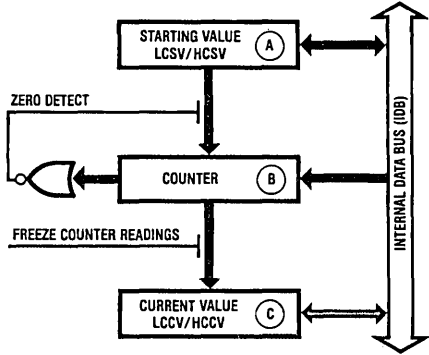 STARTING VALUE
LCSV/HCSV
A
ZERO DETECT
COUNTER
B
FREEZE COUNTER READINGS
CURRENT VALUE
LCCV/HCCV
C
INTERNAL DATA BUS (IDB)